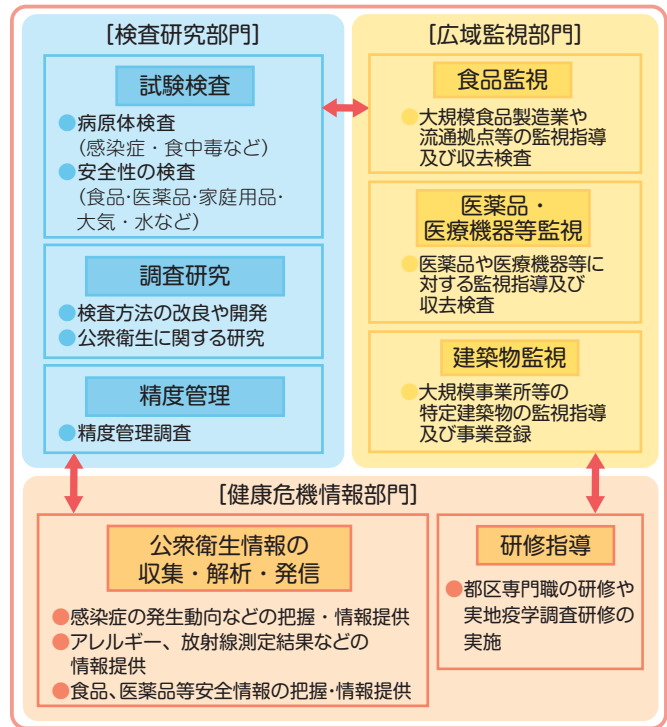 [検査研究部門]
試験検査
●病原体検査
(感染症・食中毒など)
●安全性の検査
(食品・医薬品・家庭用品・
大気・水など)
調査研究
●検査方法の改良や開発
●公衆衛生に関する研究
精度管理
●精度管理調査
[広域監視部門]
食品監視
●大規模食品製造業や
流通拠点等の監視指導
及び収去検査
医薬品・
医療機器等監視
●医薬品や医療機器等に
対する監視指導及び
収去検査
建築物監視
●大規模事業所等の
特定建築物の監視指導
及び事業登録
[健康危機情報部門]
公衆衛生情報の
収集・解析・発信
●感染症の発生動向などの把握・情報提供
●アレルギー、放射線測定結果などの
情報提供
●食品、医薬品等安全情報の把握・情報提供
研修指導
●都区専門職の研修や
実地疫学調査研修の
実施